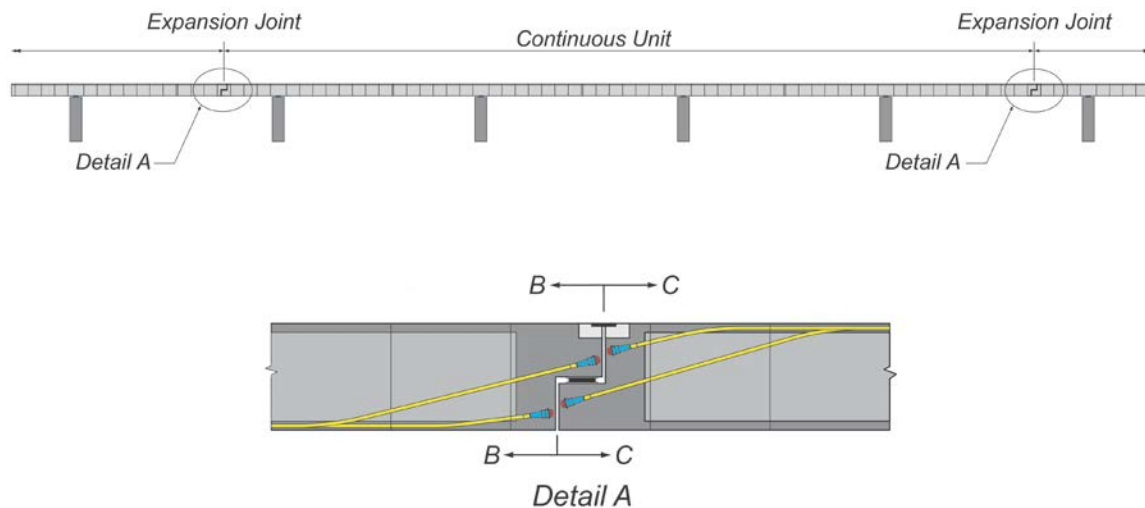 Expansion Joint
Expansion Joint
Continuous Unit
Detail A
Detail A
B
C
B
C
Detail A